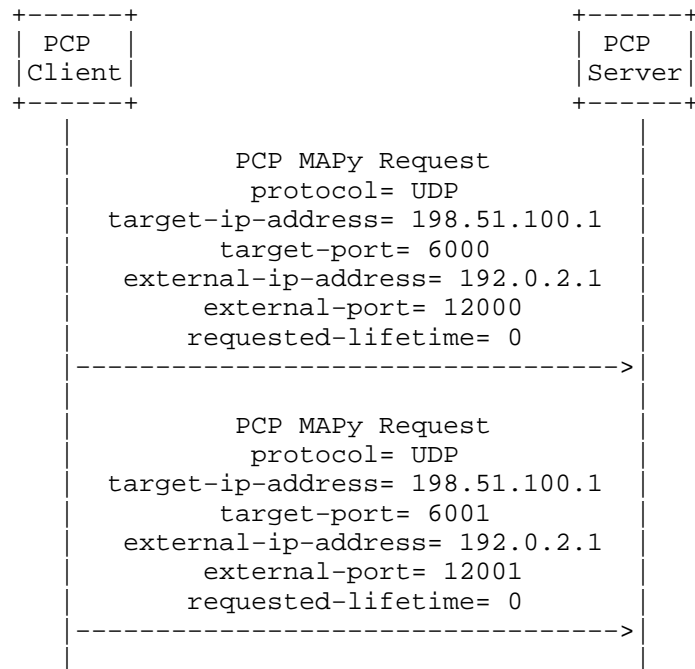 PCP PCP
Client Server
PCP MAPy Request
protocol= UDP
target-ip-address= 198.51.100.1
target-port= 6000
external-ip-address= 192.0.2.1
external-port= 12000
requested-lifetime= 0
PCP MAPy Request
protocol= UDP
target-ip-address= 198.51.100.1
target-port= 6001
external-ip-address= 192.0.2.1
external-port= 12001
requested-lifetime= 0